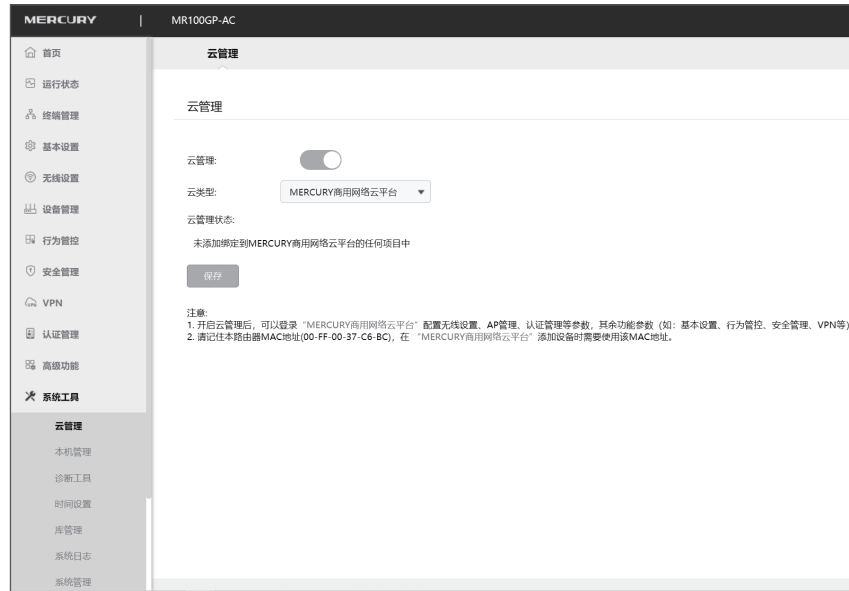 MERCURY | MR100GP-AC
首页
运行状态
终端管理
基本设置
无线设置
设备管理
行为管控
安全管理
VPN
认证管理
高级功能
系统工具
云管理
本机管理
诊断工具
时间设置
库管理
系统日志
系统管理
云管理
云管理
云管理:
云类型: MERCURY商用网络云平台
云管理状态:
未添加绑定到MERCURY商用网络云平台的任何项目中
保存
注意:
1. 开启云管理后，可以登录 “MERCURY商用网络云平台” 配置无线设置、AP管理、认证管理等参数，其余功能参数（如：基本设置、行为管控、安全管理、VPN等）
2. 请记住本路由器MAC地址(00-FF-00-37-C6-BC)，在 “MERCURY商用网络云平台” 添加设备时需要使用该MAC地址。